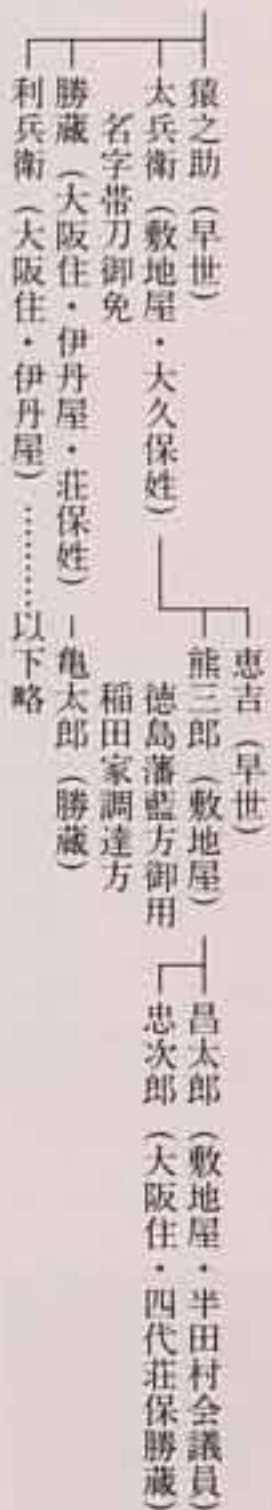 猿之助（早世）
太兵衛（敷地屋・大久保姓）
名字帯刀御免
勝蔵（大阪住・伊丹屋・荘保姓）
利兵衛（大阪住・伊丹屋）…………以下略
恵吉（早世）
熊三郎（敷地屋）
徳島藩藍方御用
稲田家調達方
亀太郎（勝蔵）
昌太郎（敷地屋・半田村会議員）
忠次郎（大阪住・四代荘保勝蔵）